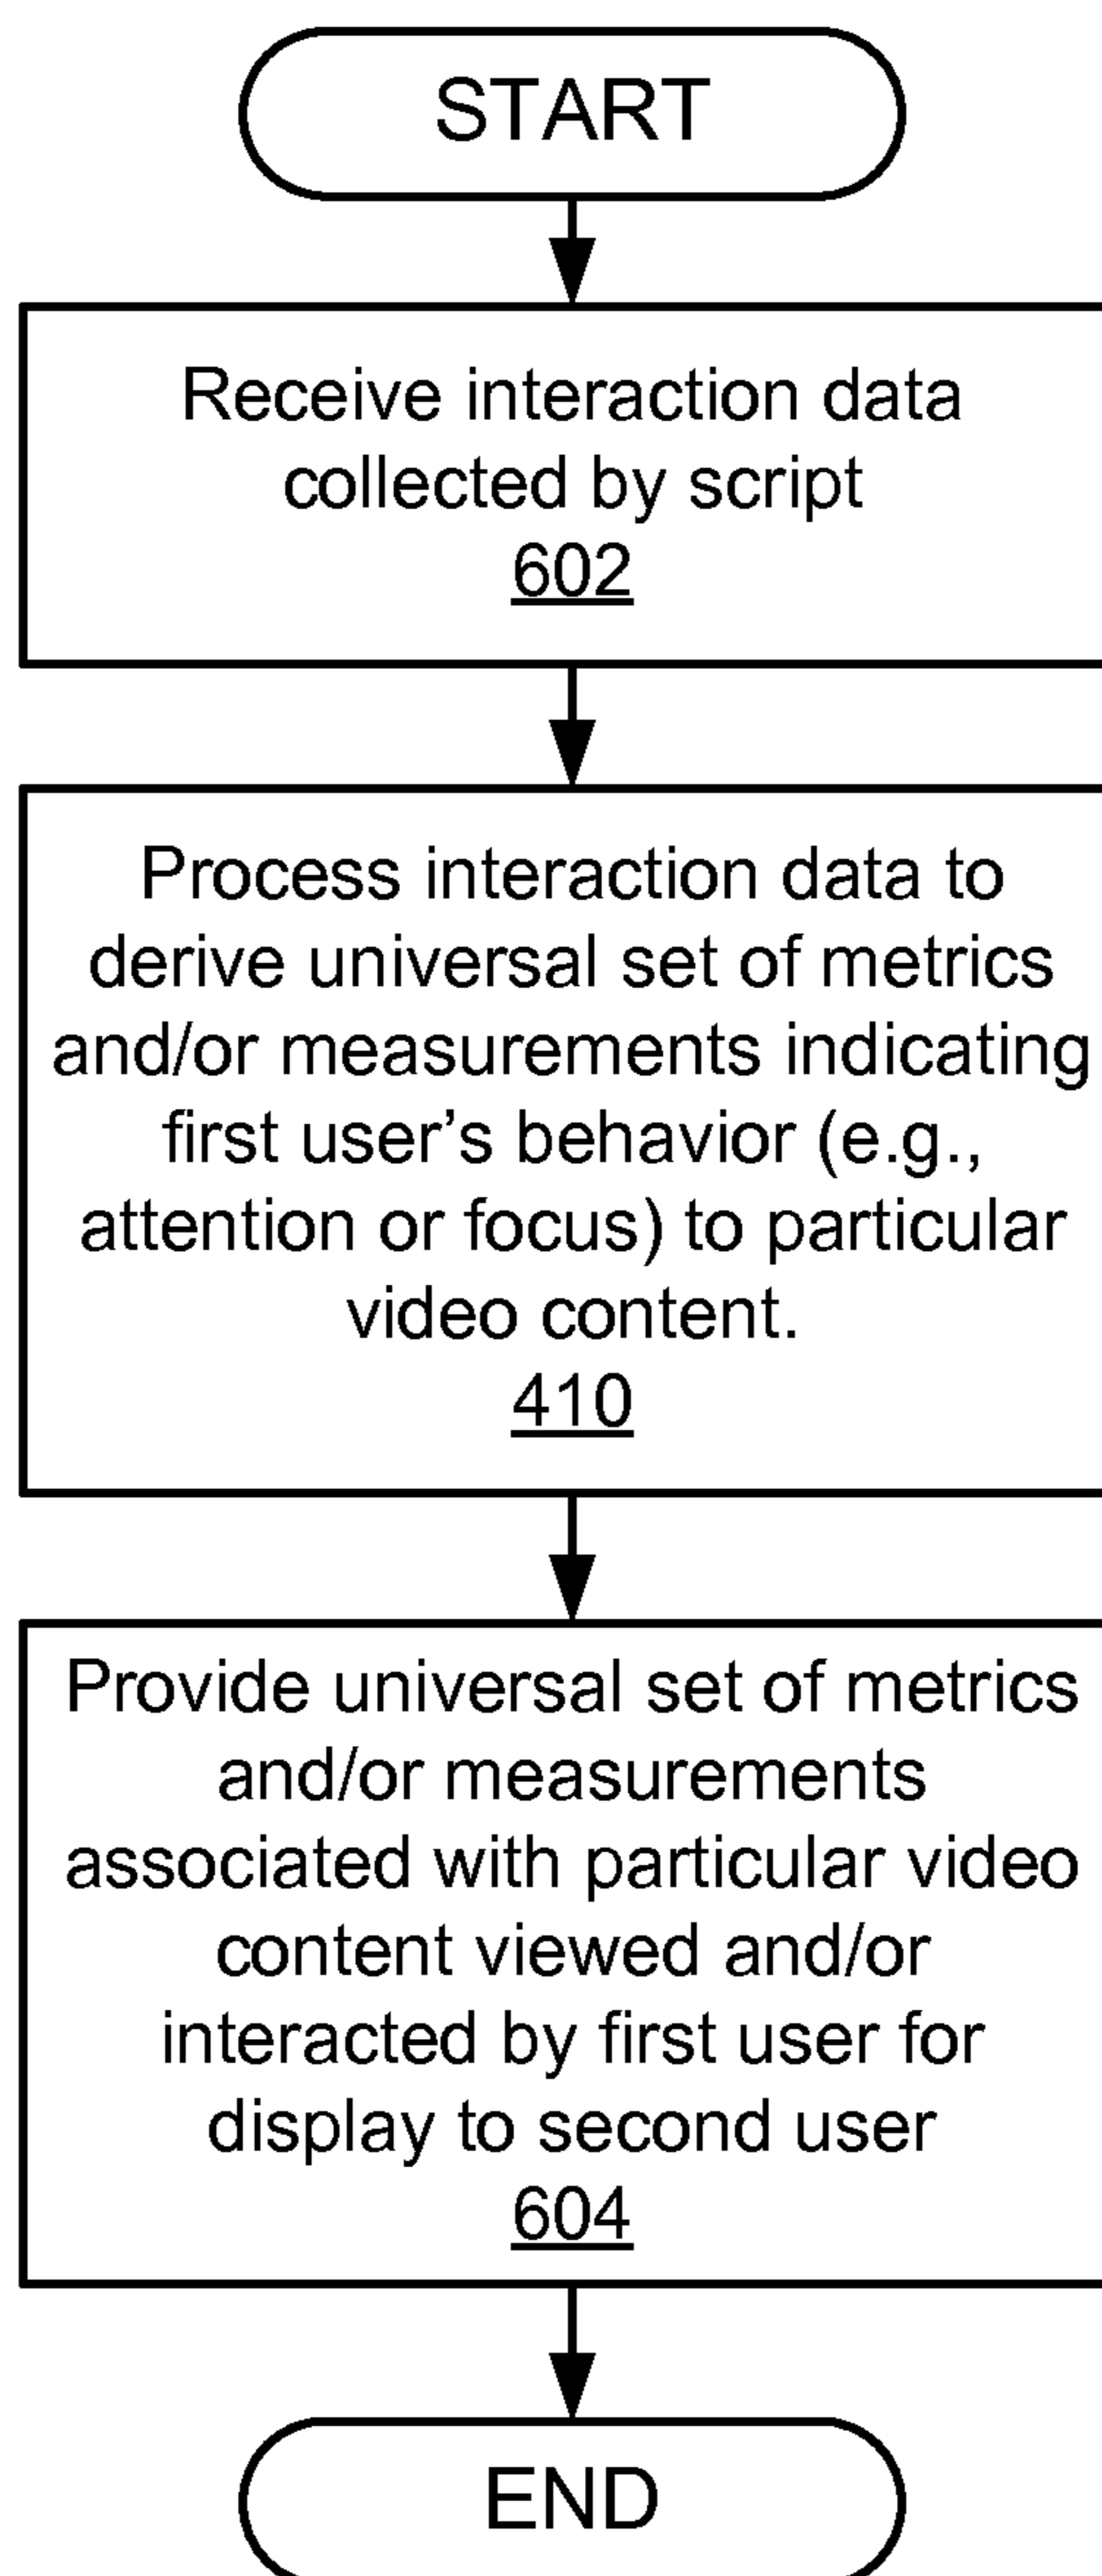 START
Receive interaction data
collected by script
602
Process interaction data to
derive universal set of metrics
and/or measurements indicating
first user’s behavior (e.g.,
attention or focus) to particular
video content.
410
Provide universal set of metrics
and/or measurements
associated with particular video
content viewed and/or
interacted by first user for
display to second user
604
END